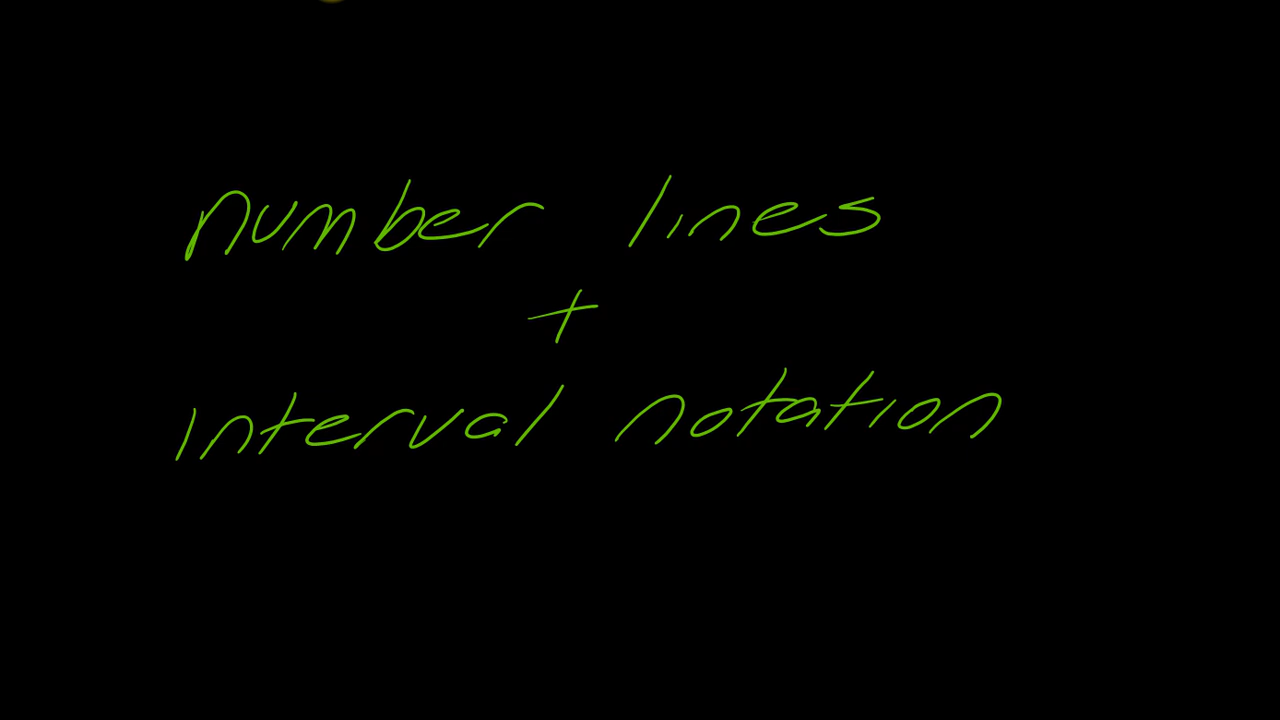 number lines
+
interval notation